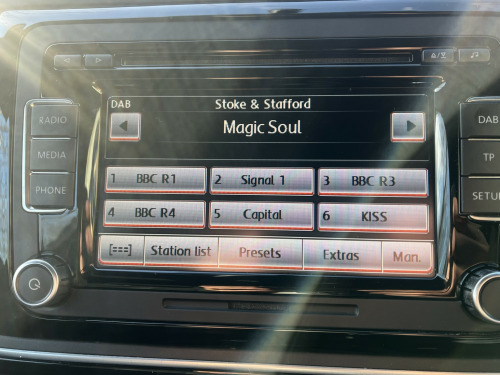 RADIO
MEDIA
PHONE
DAB Stoke & Stafford
Magic Soul
1 BBC R1 2 Signal 1 3 BBC R3
4 BBC R4 5 Capital 6 KISS
Station list Presets Extras Man.
DAB
TP
SETUP